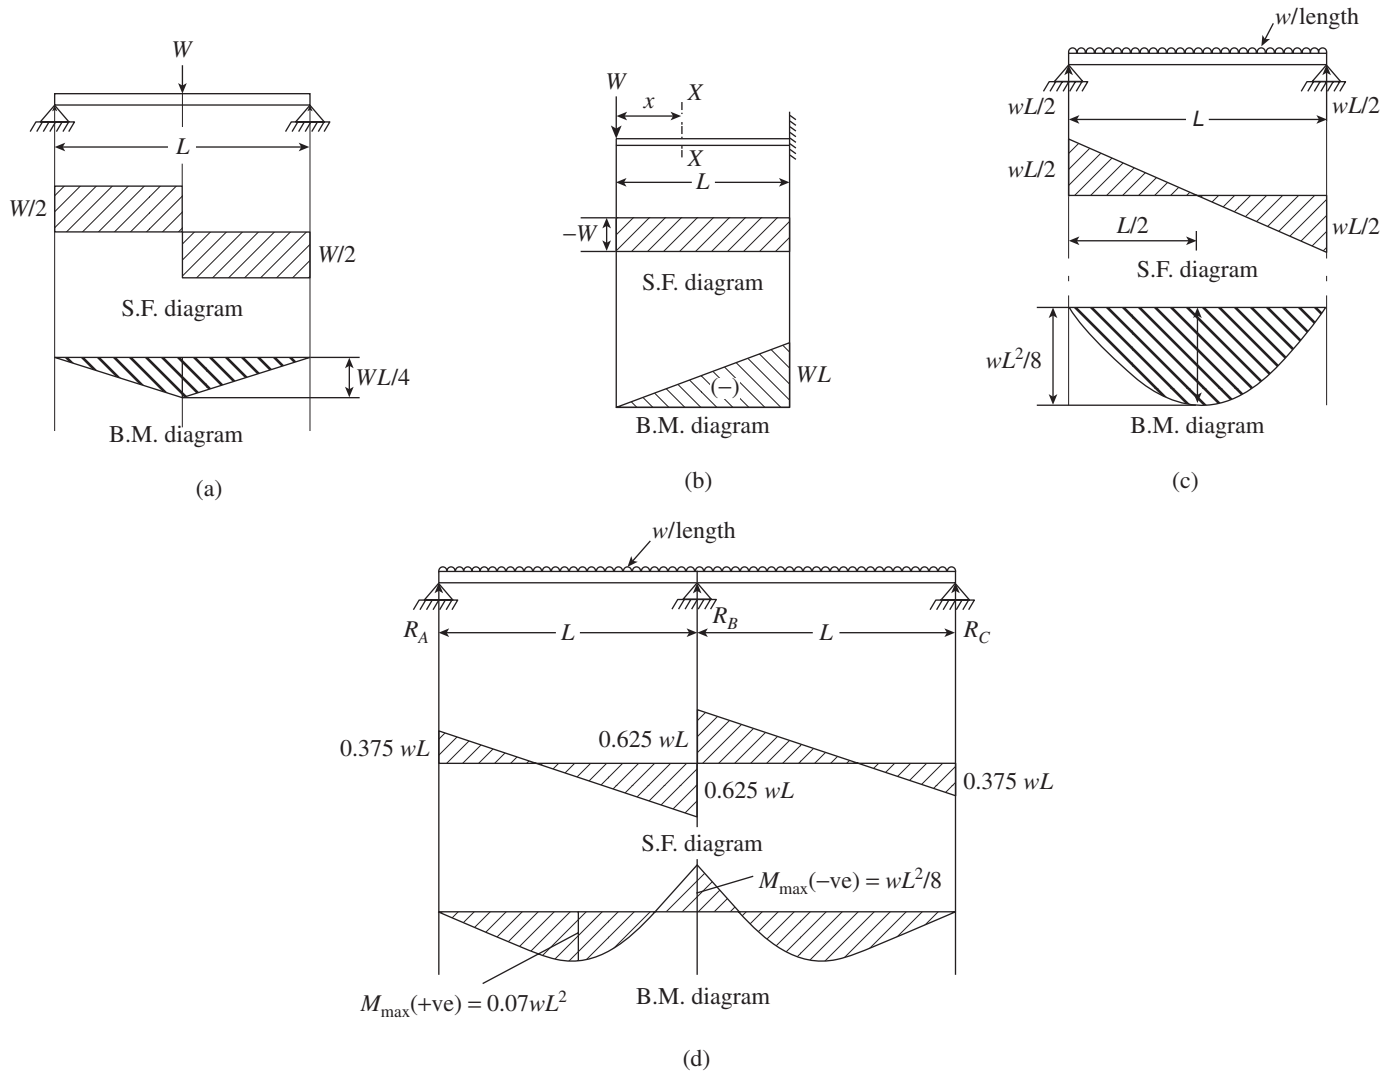 W
L
W/2
W/2
S.F. diagram
WL/4
B.M. diagram
(a)
W
x
X
X
L
−W
S.F. diagram
(−)
WL
B.M. diagram
(b)
w/length
wL/2
wL/2
L
wL/2
wL/2
L/2
S.F. diagram
wL²/8
B.M. diagram
(c)
w/length
R_A
L
R_B
L
R_C
0.375 wL
0.625 wL
0.625 wL
0.375 wL
S.F. diagram
M_max(−ve) = wL²/8
M_max(+ve) = 0.07wL²
B.M. diagram
(d)